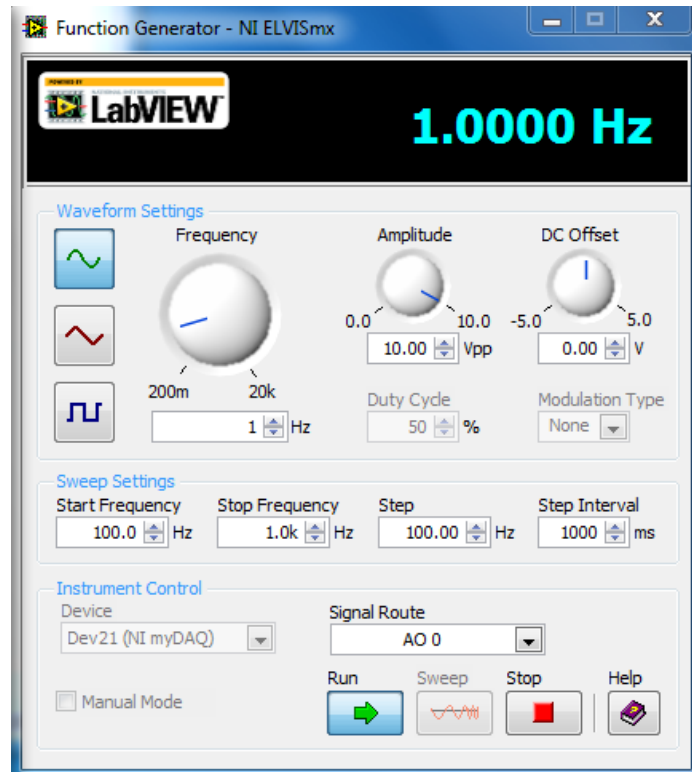 Function Generator - NI ELVISmx
POWERED BY
NATIONAL INSTRUMENTS
LabVIEW
1.0000 Hz
Waveform Settings
Frequency Amplitude DC Offset
0.0 10.0 -5.0 5.0
10.00 Vpp 0.00 V
200m 20k
Duty Cycle Modulation Type
1 Hz 50 % None
Sweep Settings
Start Frequency Stop Frequency Step Step Interval
100.0 Hz 1.0k Hz 100.00 Hz 1000 ms
Instrument Control
Device Signal Route
Dev21 (NI myDAQ) AO 0
Run Sweep Stop Help
Manual Mode